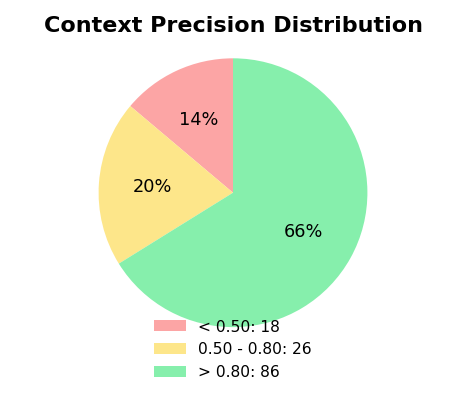 Context Precision Distribution
14%
20%
66%
< 0.50: 18
0.50 - 0.80: 26
> 0.80: 86